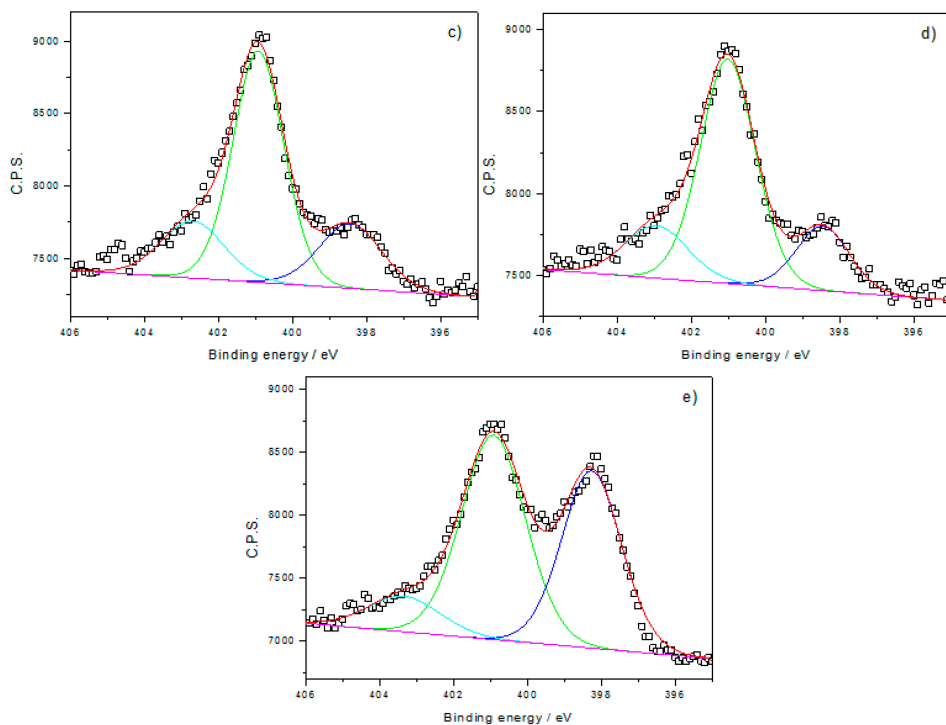 c)
9000
8500
8000
7500
C.P.S.
406 404 402 400 398 396
Binding energy / eV
d)
9000
8500
8000
7500
C.P.S.
406 404 402 400 398 396
Binding energy / eV
e)
9000
8500
8000
7500
7000
C.P.S.
406 404 402 400 398 396
Binding energy / eV